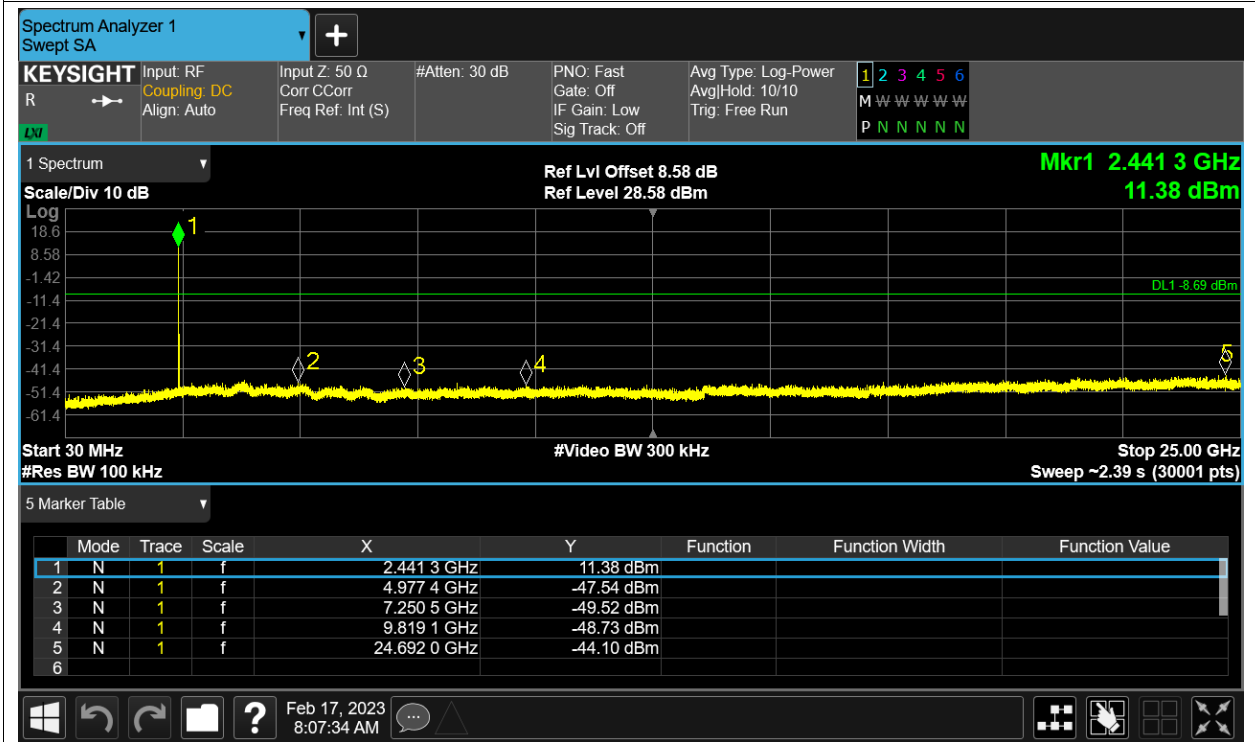 Spectrum Analyzer 1
Swept SA
KEYSIGHT
R
LXI
Input: RF
Coupling: DC
Align: Auto
Input Z: 50 Ω
Corr CCorr
Freq Ref: Int (S)
#Atten: 30 dB
PNO: Fast
Gate: Off
IF Gain: Low
Sig Track: Off
Avg Type: Log-Power
Avg|Hold: 10/10
Trig: Free Run
1 2 3 4 5 6
M W W W W W
P N N N N N
1 Spectrum
Scale/Div 10 dB
Ref Lvl Offset 8.58 dB
Ref Level 28.58 dBm
Mkr1 2.441 3 GHz
11.38 dBm
Log
18.6
8.58
-1.42
-11.4
-21.4
-31.4
-41.4
-51.4
-61.4
1
2
3
4
5
DL1 -8.69 dBm
Start 30 MHz
#Video BW 300 kHz
Stop 25.00 GHz
#Res BW 100 kHz
Sweep ~2.39 s (30001 pts)
5 Marker Table
Mode Trace Scale X Y Function Function Width Function Value
1 N 1 f 2.441 3 GHz 11.38 dBm
2 N 1 f 4.977 4 GHz -47.54 dBm
3 N 1 f 7.250 5 GHz -49.52 dBm
4 N 1 f 9.819 1 GHz -48.73 dBm
5 N 1 f 24.692 0 GHz -44.10 dBm
6
?
Feb 17, 2023
8:07:34 AM